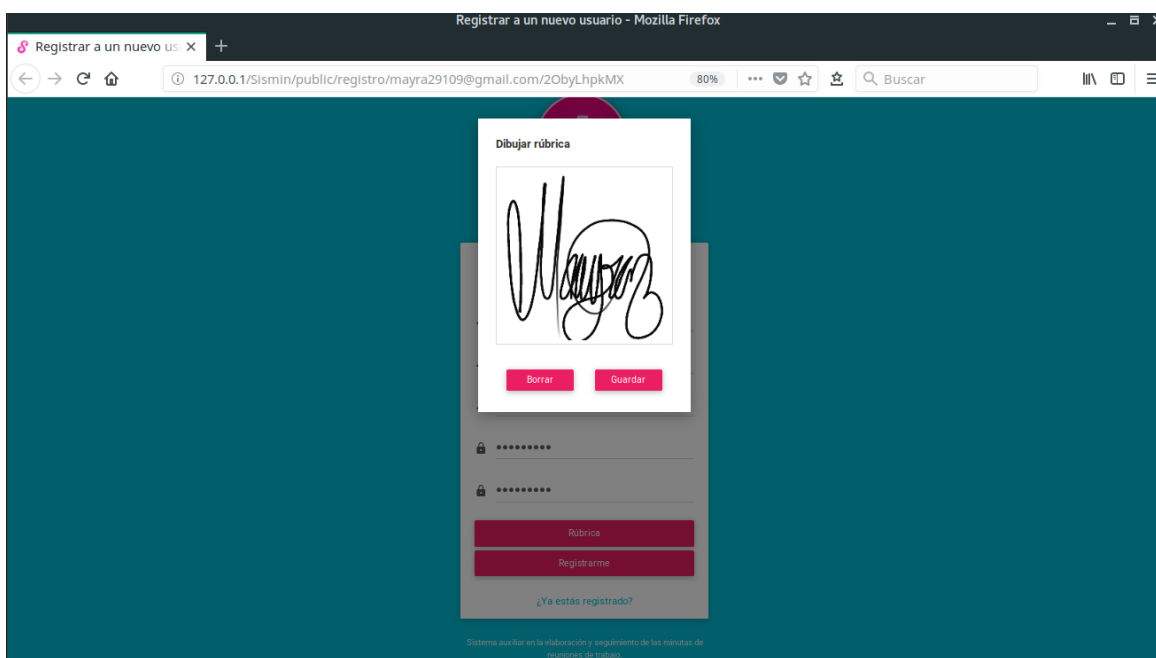 Registrar a un nuevo usuario - Mozilla Firefox
Registrar a un nuevo us
127.0.0.1/Sismin/public/registro/mayra29109@gmail.com/2ObyLhpkMX
80%
Buscar
Dibujar rúbrica
Borrar
Guardar
•••••••••
•••••••••
Rúbrica
Registrarme
¿Ya estás registrado?
Sistema auxiliar en la elaboración y seguimiento de las minutas de
reuniones de trabajo.